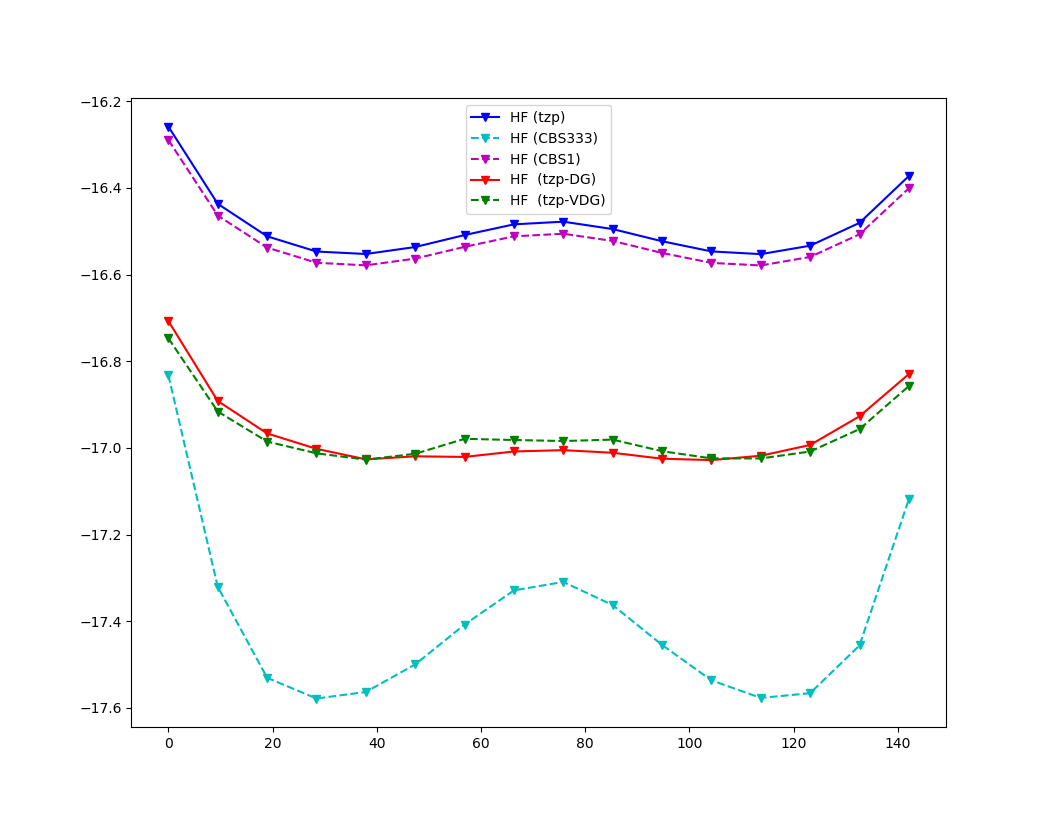 −16.2
−16.4
−16.6
−16.8
−17.0
−17.2
−17.4
−17.6
HF (tzp)
HF (CBS333)
HF (CBS1)
HF  (tzp-DG)
HF  (tzp-VDG)
0 20 40 60 80 100 120 140